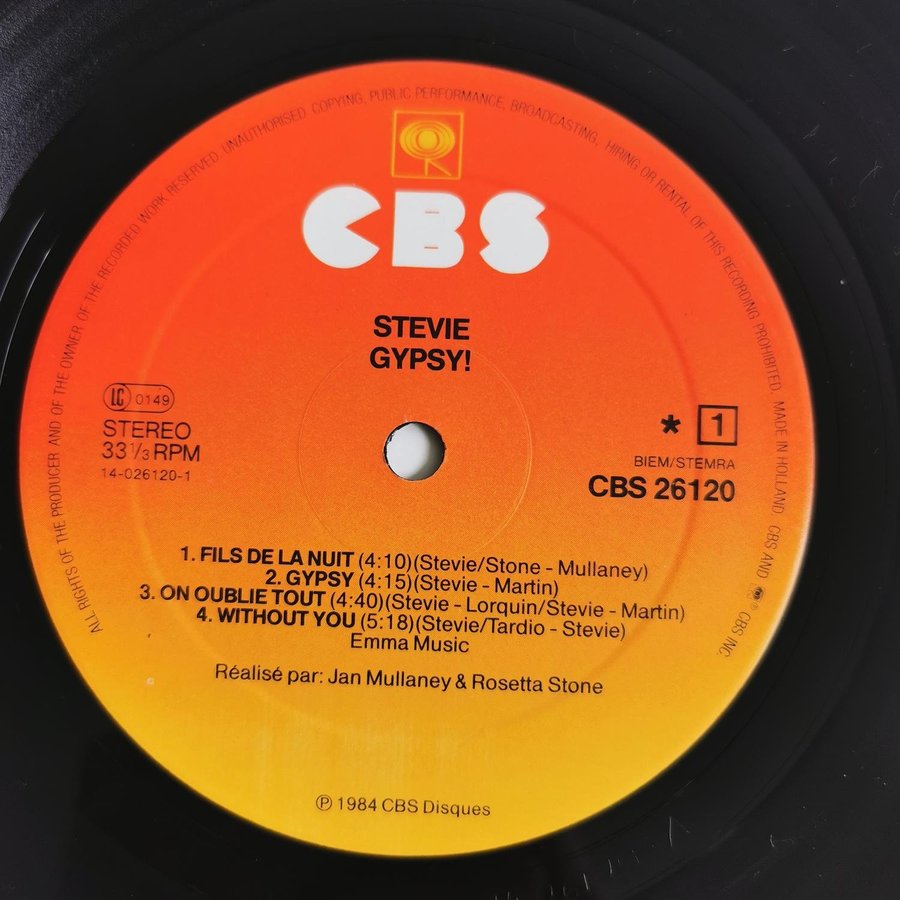 ALL RIGHTS OF THE PRODUCER AND OF THE OWNER OF THE RECORDED WORK RESERVED. UNAUTHORISED COPYING, PUBLIC PERFORMANCE, BROADCASTING, HIRING OR RENTAL OF THIS RECORDING PROHIBITED. MADE IN HOLLAND CBS AND ® CBS INC.
CBS
STEVIE
GYPSY!
LC 0149
STEREO
33⅓ RPM
14-026120-1
* 1
BIEM/STEMRA
CBS 26120
1. FILS DE LA NUIT (4:10)(Stevie/Stone - Mullaney)
2. GYPSY (4:15)(Stevie - Martin)
3. ON OUBLIE TOUT (4:40)(Stevie - Lorquin/Stevie - Martin)
4. WITHOUT YOU (5:18)(Stevie/Tardio - Stevie)
Emma Music
Réalisé par: Jan Mullaney & Rosetta Stone
℗ 1984 CBS Disques